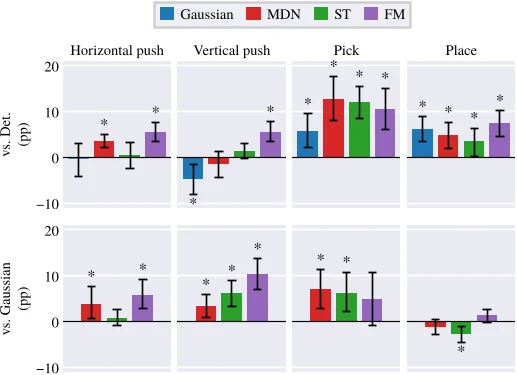 Gaussian MDN ST FM
Horizontal push Vertical push Pick Place
vs. Det.
(pp)
20
10
0
−10
* * * * * * * * * * * * *
vs. Gaussian
(pp)
20
10
0
−10
* * * * * * * *